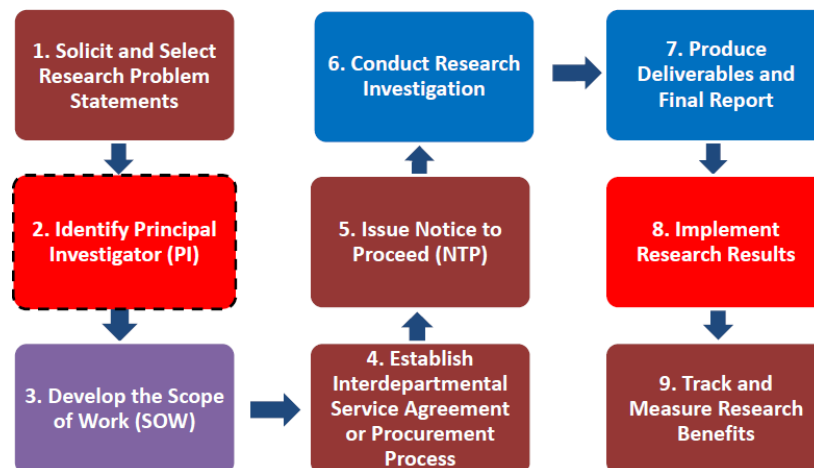 1. Solicit and Select
Research Problem
Statements
2. Identify Principal
Investigator (PI)
3. Develop the Scope
of Work (SOW)
4. Establish
Interdepartmental
Service Agreement
or Procurement
Process
5. Issue Notice to
Proceed (NTP)
6. Conduct Research
Investigation
7. Produce
Deliverables and
Final Report
8. Implement
Research Results
9. Track and
Measure Research
Benefits